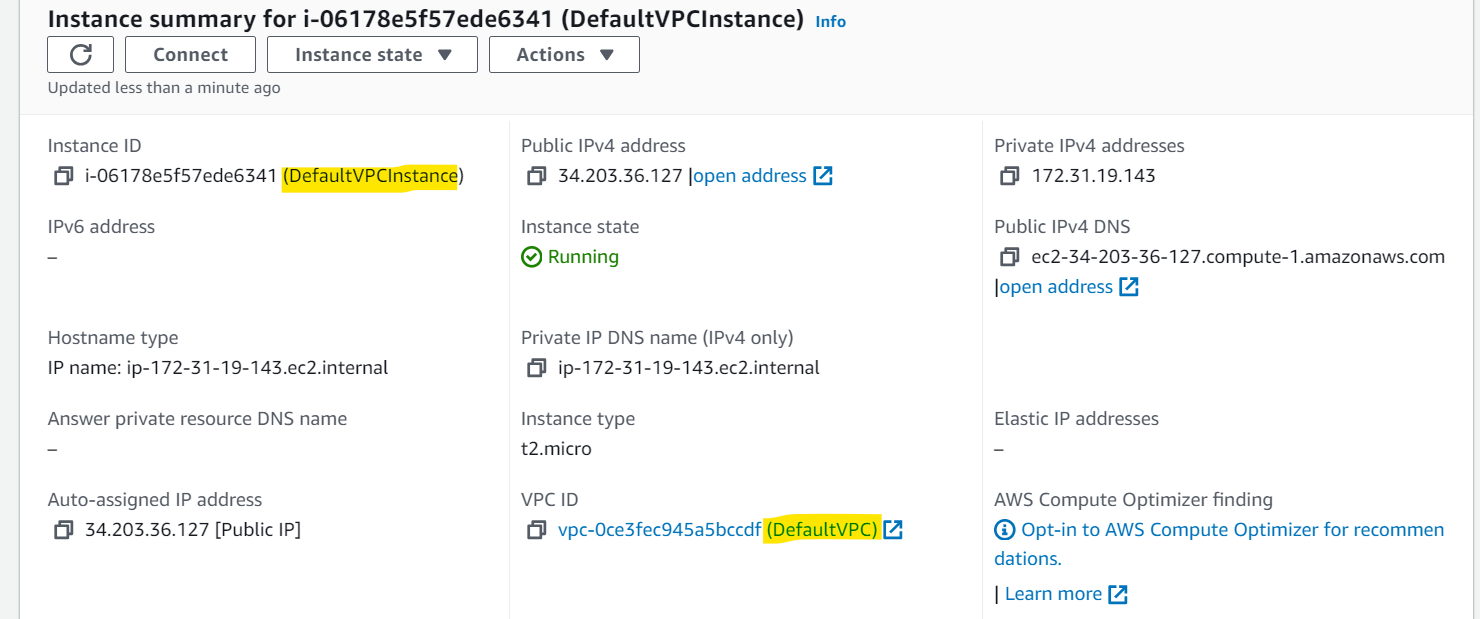 Instance summary for i-06178e5f57ede6341 (DefaultVPCInstance) Info
Connect
Instance state
Actions
Updated less than a minute ago
Instance ID
i-06178e5f57ede6341 (DefaultVPCInstance)
Public IPv4 address
34.203.36.127 |open address
Private IPv4 addresses
172.31.19.143
IPv6 address
–
Instance state
Running
Public IPv4 DNS
ec2-34-203-36-127.compute-1.amazonaws.com
|open address
Hostname type
IP name: ip-172-31-19-143.ec2.internal
Private IP DNS name (IPv4 only)
ip-172-31-19-143.ec2.internal
Answer private resource DNS name
–
Instance type
t2.micro
Elastic IP addresses
–
Auto-assigned IP address
34.203.36.127 [Public IP]
VPC ID
vpc-0ce3fec945a5bccdf (DefaultVPC)
AWS Compute Optimizer finding
Opt-in to AWS Compute Optimizer for recommen
dations.
| Learn more